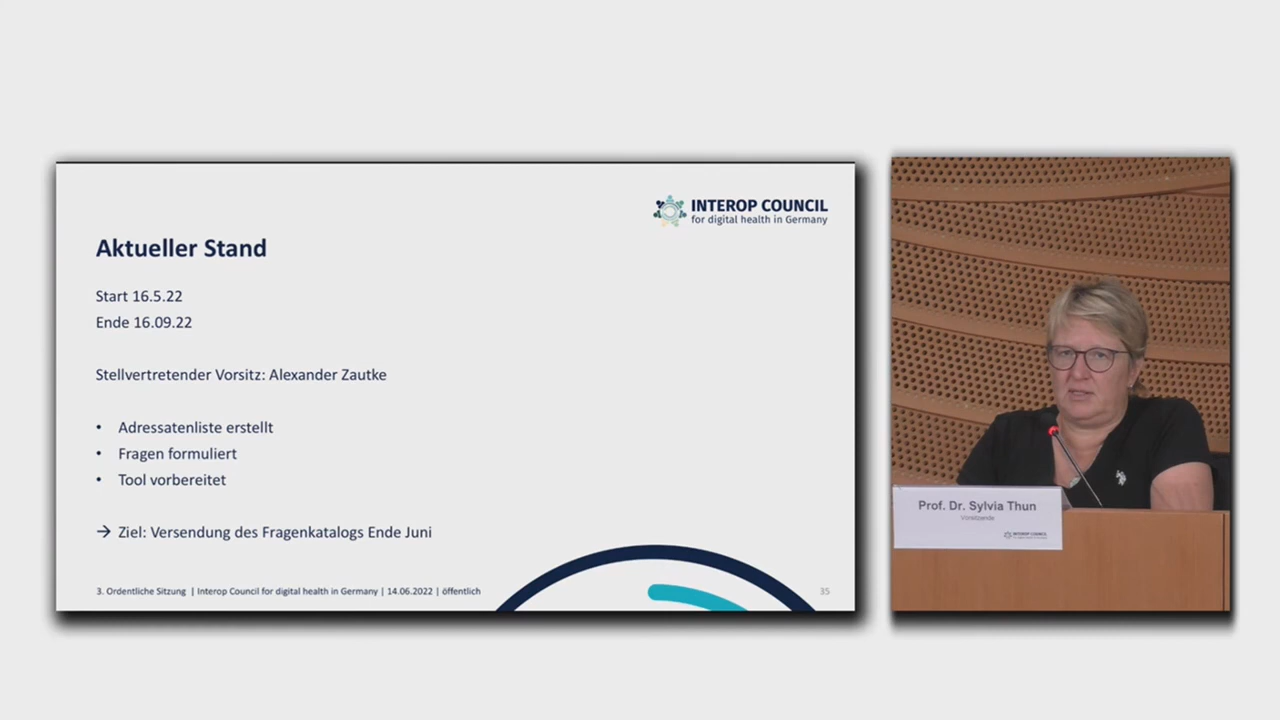 INTEROP COUNCIL
for digital health in Germany
Aktueller Stand
Start 16.5.22
Ende 16.09.22
Stellvertretender Vorsitz: Alexander Zautke
• Adressatenliste erstellt
• Fragen formuliert
• Tool vorbereitet
→ Ziel: Versendung des Fragenkatalogs Ende Juni
3. Ordentliche Sitzung | Interop Council for digital health in Germany | 14.06.2022 | öffentlich
35
Prof. Dr. Sylvia Thun
Vorsitzende
INTEROP COUNCIL